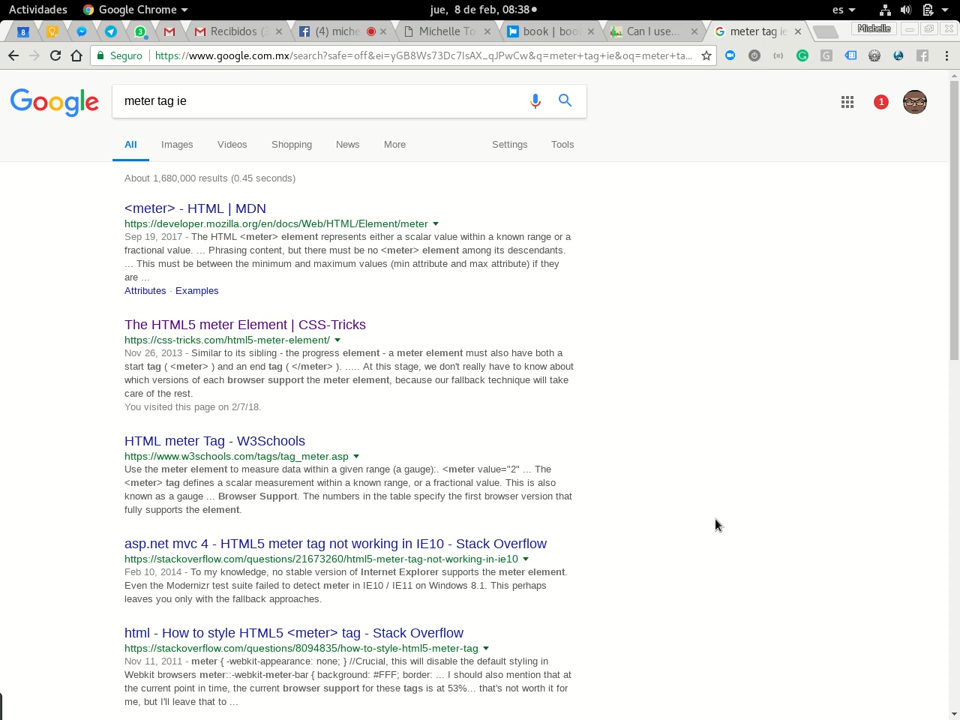 Actividades
Google Chrome
jue, 8 de feb, 08:38
es
8
Recibidos (
(4) miche
Michelle To
book | boo
Can I use...
meter tag ie
Michelle
Seguro
https://www.google.com.mx/search?safe=off&ei=yGB8Ws73Dc7IsAX_qJPwCw&q=meter+tag+ie&oq=meter+ta...
Google
meter tag ie
1
All Images Videos Shopping News More Settings Tools
About 1,680,000 results (0.45 seconds)
<meter> - HTML | MDN
https://developer.mozilla.org/en/docs/Web/HTML/Element/meter
Sep 19, 2017 - The HTML <meter> element represents either a scalar value within a known range or a
fractional value. ... Phrasing content, but there must be no <meter> element among its descendants.
... This must be between the minimum and maximum values (min attribute and max attribute) if they
are ...
Attributes · Examples
The HTML5 meter Element | CSS-Tricks
https://css-tricks.com/html5-meter-element/
Nov 26, 2013 - Similar to its sibling - the progress element - a meter element must also have both a
start tag ( <meter> ) and an end tag ( </meter> ). ..... At this stage, we don't really have to know about
which versions of each browser support the meter element, because our fallback technique will take
care of the rest.
You visited this page on 2/7/18.
HTML meter Tag - W3Schools
https://www.w3schools.com/tags/tag_meter.asp
Use the meter element to measure data within a given range (a gauge):. <meter value="2" ... The
<meter> tag defines a scalar measurement within a known range, or a fractional value. This is also
known as a gauge ... Browser Support. The numbers in the table specify the first browser version that
fully supports the element.
asp.net mvc 4 - HTML5 meter tag not working in IE10 - Stack Overflow
https://stackoverflow.com/questions/21673260/html5-meter-tag-not-working-in-ie10
Feb 10, 2014 - To my knowledge, no stable version of Internet Explorer supports the meter element.
Even the Modernizr test suite failed to detect meter in IE10 / IE11 on Windows 8.1. This perhaps
leaves you only with the fallback approaches.
html - How to style HTML5 <meter> tag - Stack Overflow
https://stackoverflow.com/questions/8094835/how-to-style-html5-meter-tag
Nov 11, 2011 - meter { -webkit-appearance: none; } //Crucial, this will disable the default styling in
Webkit browsers meter::-webkit-meter-bar { background: #FFF; border: ... I should also mention that at
the current point in time, the current browser support for these tags is at 53%... that's not worth it for
me, but I'll leave that to ...